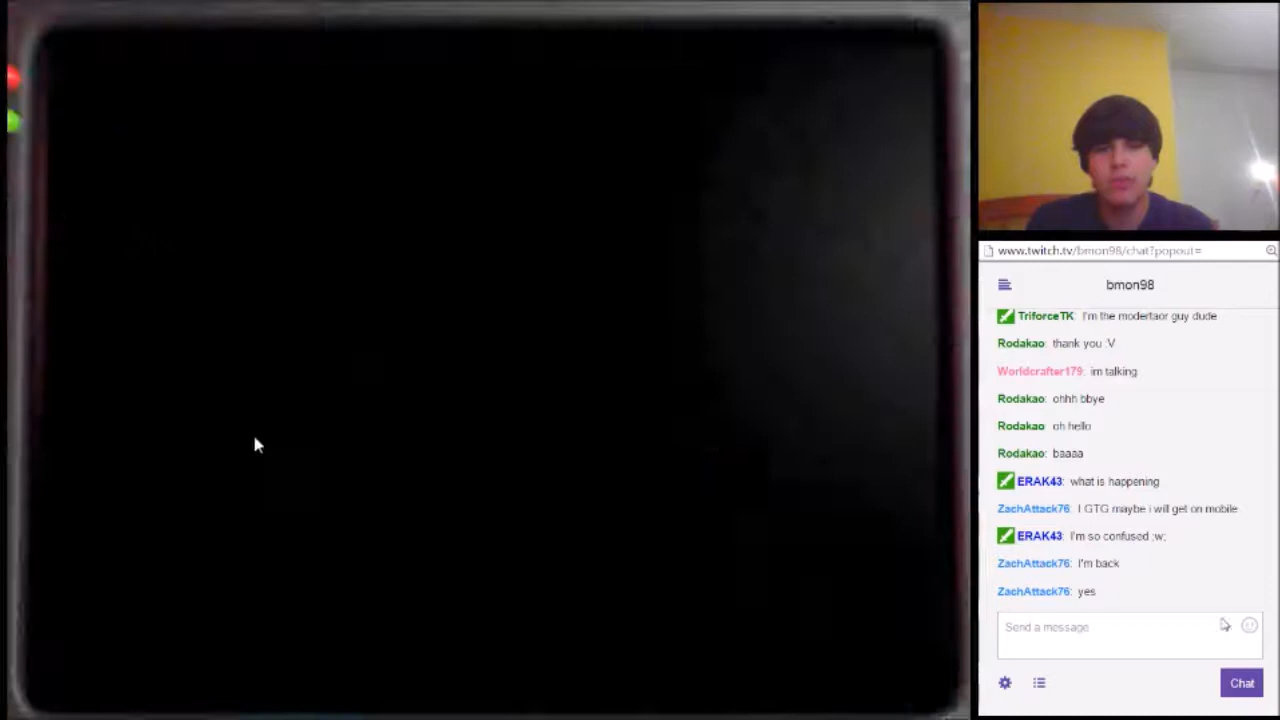 www.twitch.tv/bmon98/chat?popout=
bmon98
TriforceTK: I'm the modertaor guy dude
Rodakao: thank you :V
Worldcrafter179: im talking
Rodakao: ohhh bbye
Rodakao: oh hello
Rodakao: baaaa
ERAK43: what is happening
ZachAttack76: I GTG maybe i will get on mobile
ERAK43: I'm so confused ;w;
ZachAttack76: I'm back
ZachAttack76: yes
Send a message
Chat